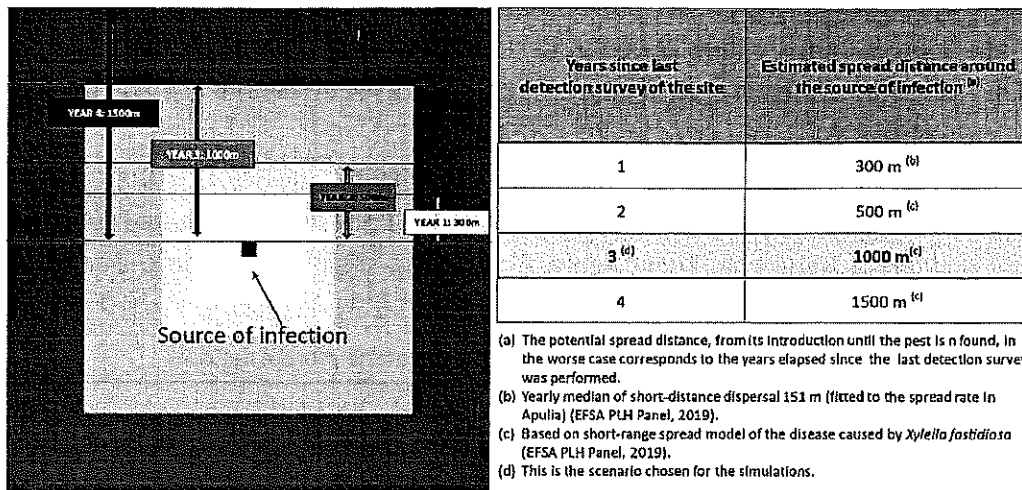 YEAR 4: 1500m
YEAR 3: 1000m
YEAR 1: 300m
Source of infection
Years since last
detection survey of the site
Estimated spread distance around
the source of infection (a)
1
300 m (b)
2
500 m (c)
3 (d)
1000 m(c)
4
1500 m (c)
(a) The potential spread distance, from its introduction until the pest is n found, in
the worse case corresponds to the years elapsed since the last detection survey
was performed.
(b) Yearly median of short-distance dispersal 151 m (fitted to the spread rate in
Apulia) (EFSA PLH Panel, 2019).
(c) Based on short-range spread model of the disease caused by Xylella fastidiosa
(EFSA PLH Panel, 2019).
(d) This is the scenario chosen for the simulations.